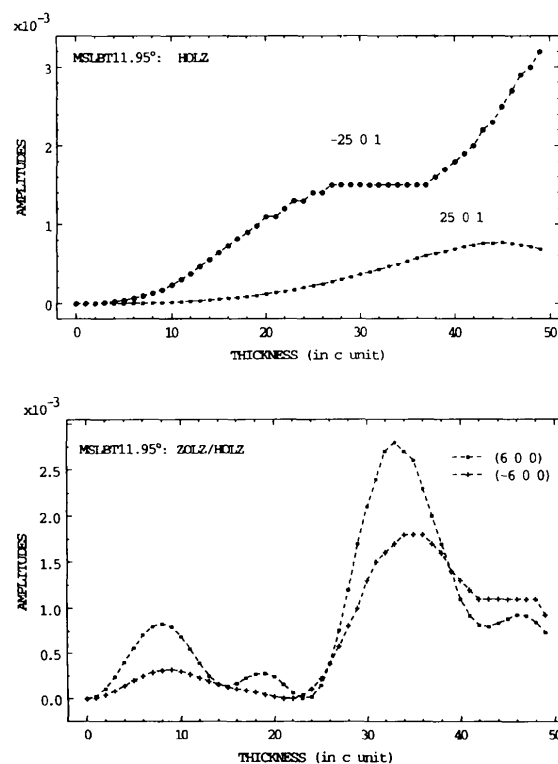 x10⁻³
MSLBT11.95°: HOLZ
3
2
1
0
AMPLITUDES
-25 0 1
25 0 1
0
10
20
30
40
50
THICKNESS (in c unit)
x10⁻³
MSLBT11.95°: ZOLZ/HOLZ
(6 0 0)
(-6 0 0)
2.5
2.0
1.5
1.0
0.5
0.0
AMPLITUDES
0
10
20
30
40
50
THICKNESS (in c unit)